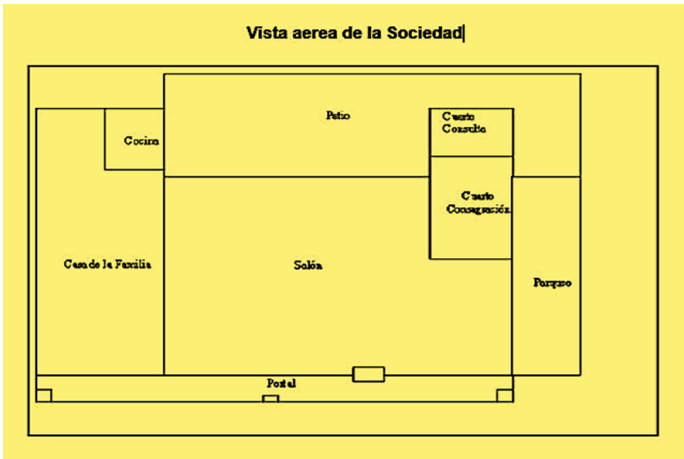 Vista aerea de la Sociedad
Patio
Cuarto
Consulta
Cocina
Cuarto
Consagración
Casa de la Familia
Salón
Parqueo
Portal